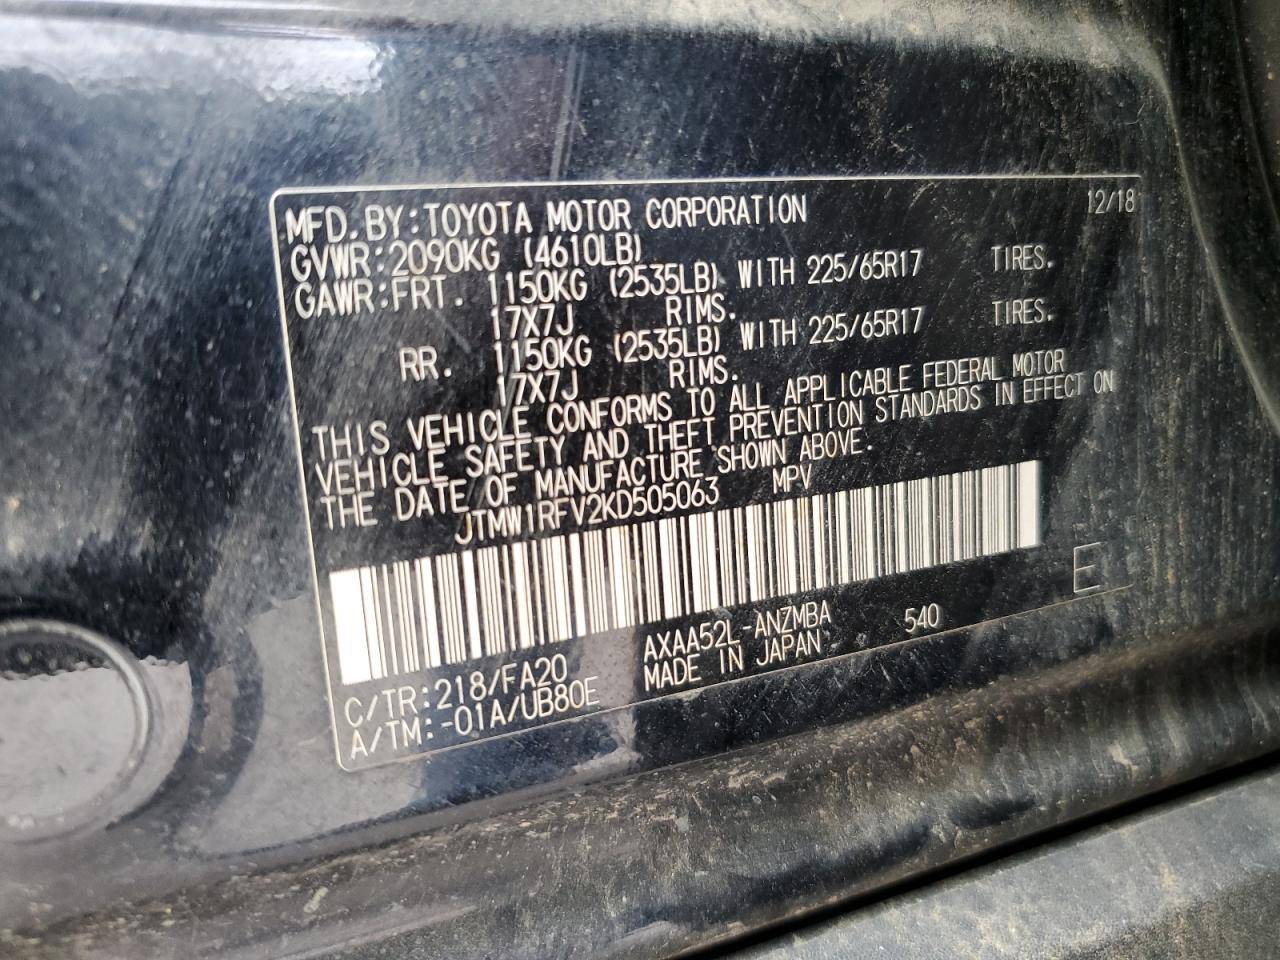 MFD. BY: TOYOTA MOTOR CORPORATION 12/18
GVWR: 2090KG (4610LB)
GAWR: FRT. 1150KG (2535LB) WITH 225/65R17 TIRES.
17X7J RIMS.
RR. 1150KG (2535LB) WITH 225/65R17 TIRES.
17X7J RIMS.
THIS VEHICLE CONFORMS TO ALL APPLICABLE FEDERAL MOTOR
VEHICLE SAFETY AND THEFT PREVENTION STANDARDS IN EFFECT ON
THE DATE OF MANUFACTURE SHOWN ABOVE.
JTMW1RFV2KD505063 MPV
E
C/TR: 218/FA20 AXAA52L-ANZMBA 540
A/TM: -01A/UB80E MADE IN JAPAN